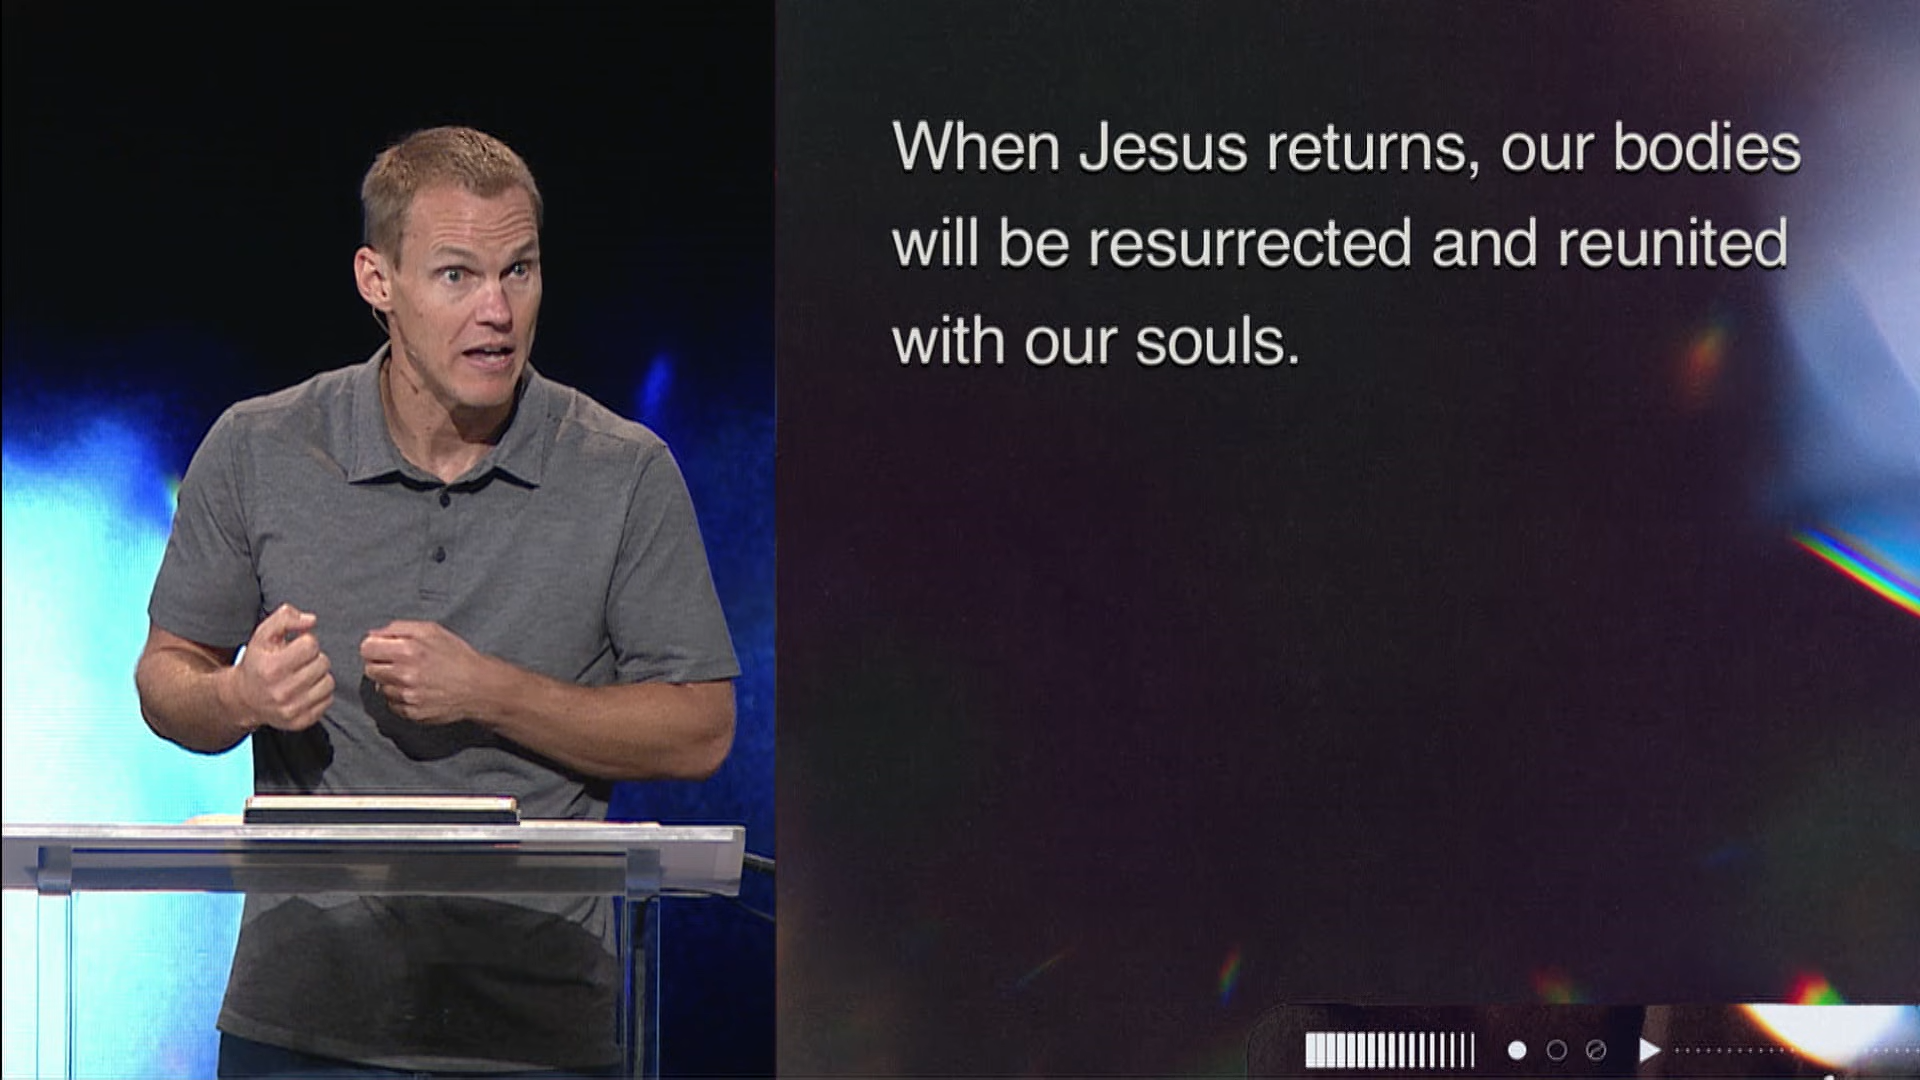 When Jesus returns, our bodies
will be resurrected and reunited
with our souls.